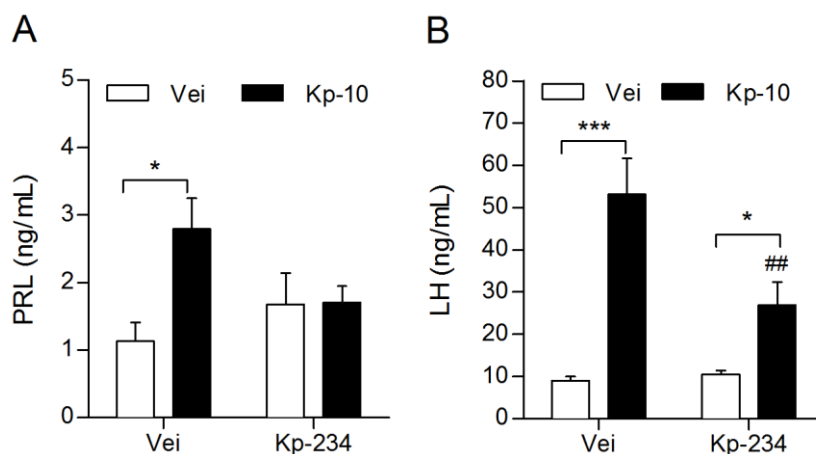 A
PRL (ng/mL)
5
4
3
2
1
0
Vei
Kp-10
*
Vei
Kp-234
B
LH (ng/mL)
80
70
60
50
40
30
20
10
0
Vei
Kp-10
***
*
##
Vei
Kp-234